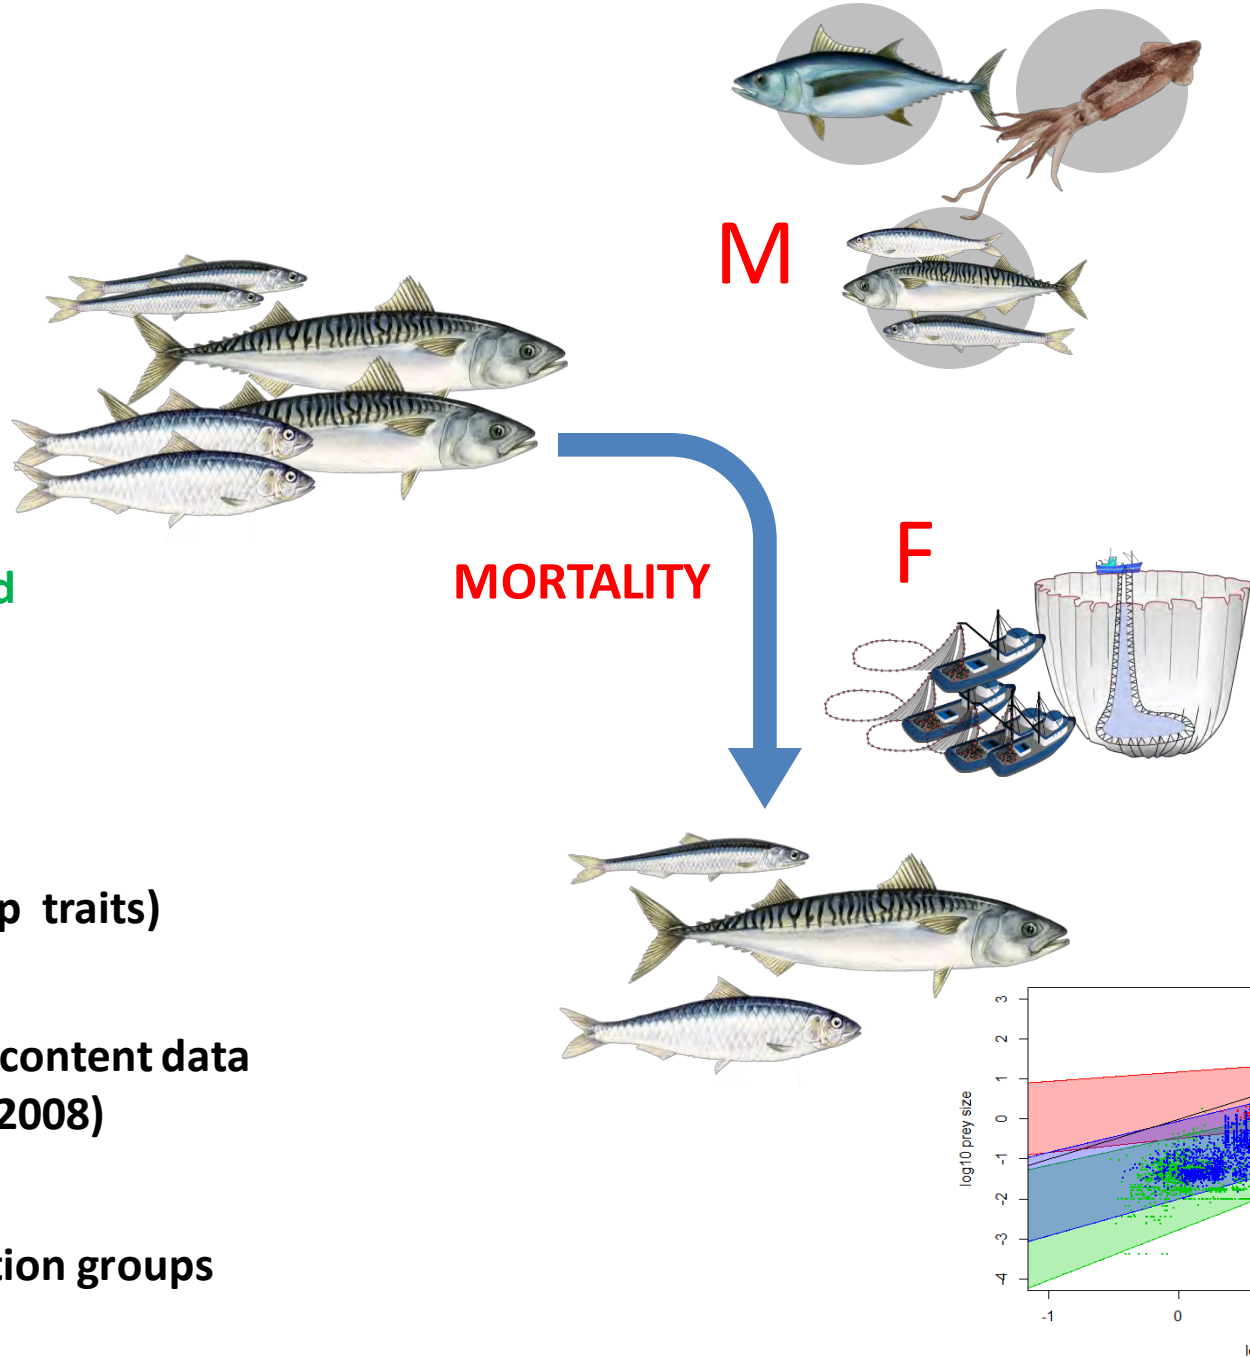 M
F
d
MORTALITY
p traits)
content data
2008)
tion groups
log10 prey size
3
2
1
0
-1
-2
-3
-4
-1
0